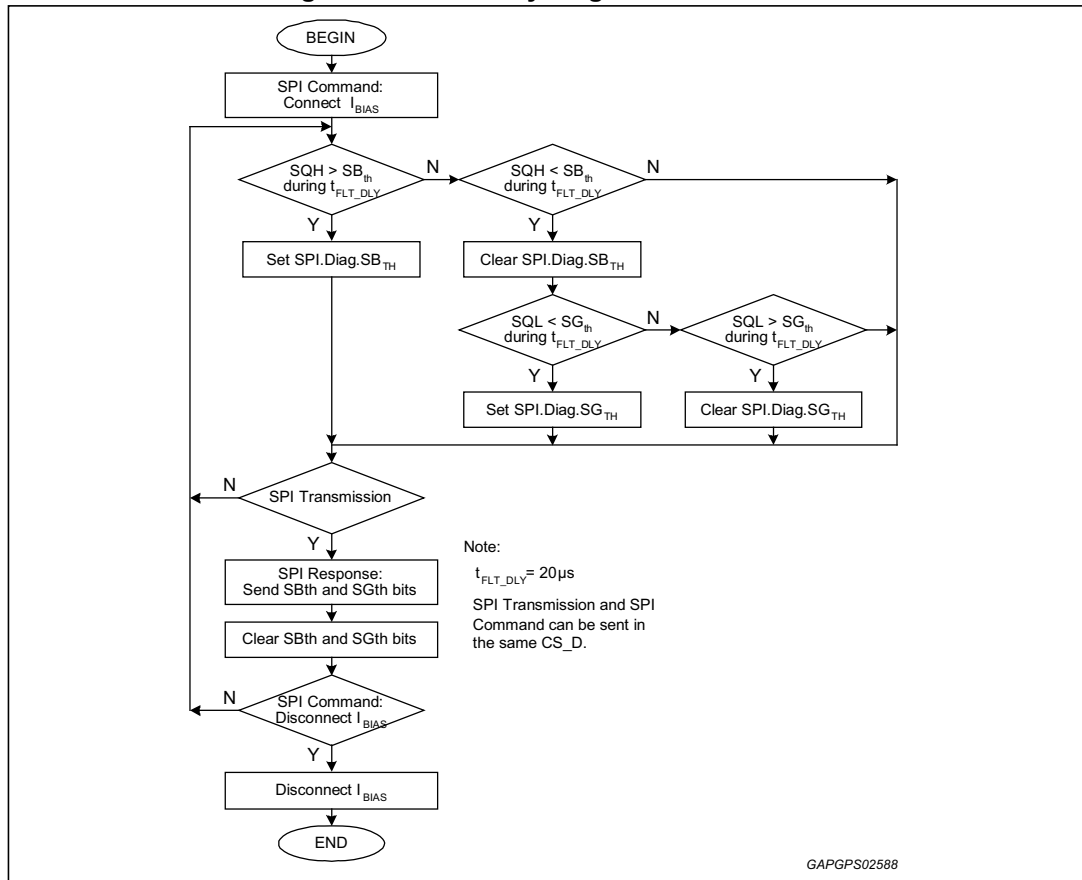 BEGIN
SPI Command:
Connect I_BIAS
SQH > SB_th
during t_FLT_DLY
N
SQH < SB_th
during t_FLT_DLY
N
Y
Y
Set SPI.Diag.SB_TH
Clear SPI.Diag.SB_TH
SQL < SG_th
during t_FLT_DLY
N
SQL > SG_th
during t_FLT_DLY
Y
Y
Set SPI.Diag.SG_TH
Clear SPI.Diag.SG_TH
N
SPI Transmission
Y
SPI Response:
Send SBth and SGth bits
Clear SBth and SGth bits
Note:
t_FLT_DLY= 20µs
SPI Transmission and SPI
Command can be sent in
the same CS_D.
N
SPI Command:
Disconnect I_BIAS
Y
Disconnect I_BIAS
END
GAPGPS02588